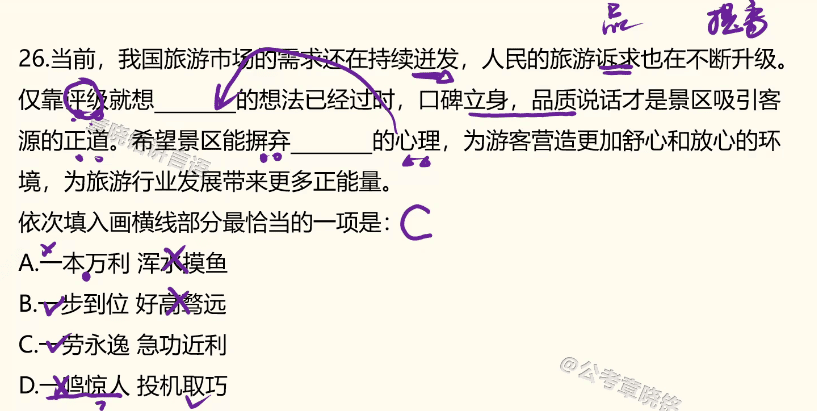 品 提高
26.当前，我国旅游市场的需求还在持续迸发，人民的旅游诉求也在不断升级。
仅靠评级就想_______的想法已经过时，口碑立身，品质说话才是景区吸引客
源的正道。希望景区能摒弃_______的心理，为游客营造更加舒心和放心的环
境，为旅游行业发展带来更多正能量。
依次填入画横线部分最恰当的一项是：C
A.一本万利 浑水摸鱼
B.一步到位 好高骛远
C.一劳永逸 急功近利
D.一鸣惊人 投机取巧
@公考章晓铭